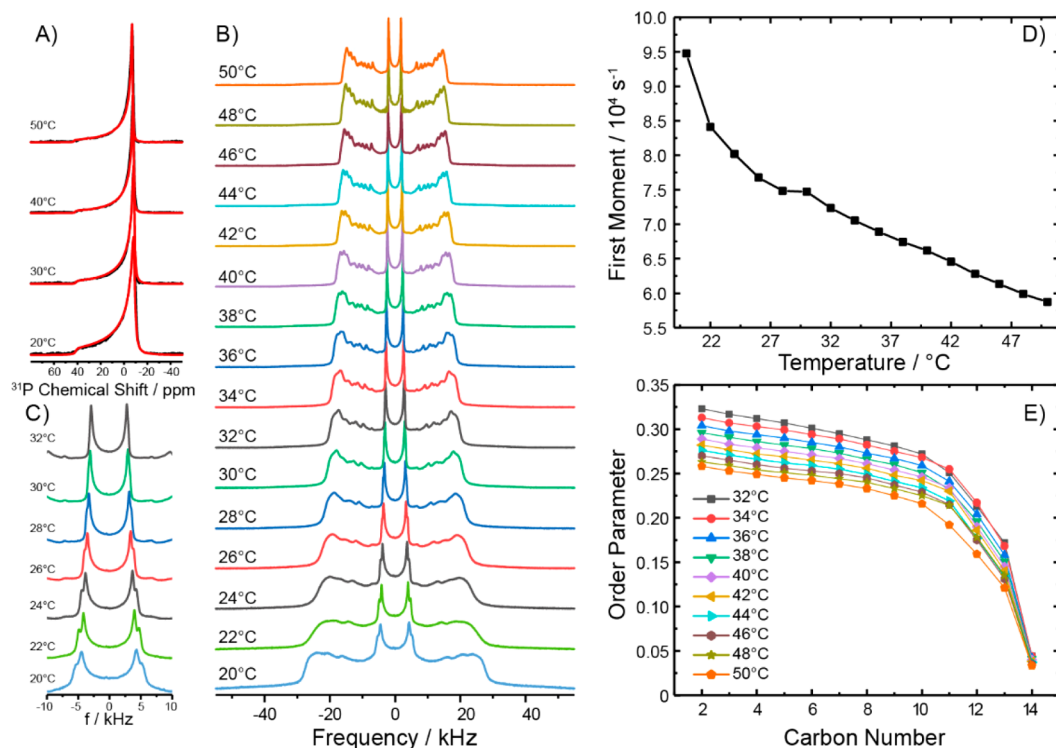 A)
50°C
40°C
30°C
20°C
80 60 40 20 0 -20 -40
31P Chemical Shift / ppm
B)
50°C
48°C
46°C
44°C
42°C
40°C
38°C
36°C
34°C
32°C
30°C
28°C
26°C
24°C
22°C
20°C
-40 -20 0 20 40
Frequency / kHz
C)
32°C
30°C
28°C
26°C
24°C
22°C
20°C
-10 -5 0 5 10
f / kHz
D)
10.0
9.5
9.0
8.5
8.0
7.5
7.0
6.5
6.0
5.5
First Moment / 10⁴ s⁻¹
22 27 32 37 42 47
Temperature / °C
E)
0.35
0.30
0.25
0.20
0.15
0.10
0.05
0
Order Parameter
32°C
34°C
36°C
38°C
40°C
42°C
44°C
46°C
48°C
50°C
2 4 6 8 10 12 14
Carbon Number